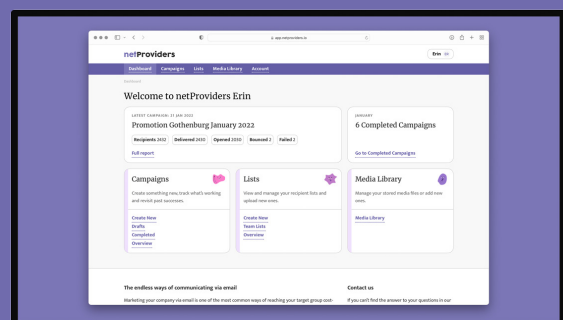 app.netproviders.io
netProviders
Erin
Dashboard Campaigns Lists Media Library Account
Dashboard
Welcome to netProviders Erin
LATEST CAMPAIGN: 21 JAN 2022
Promotion Gothenburg January 2022
Recipients 2432 Delivered 2430 Opened 2030 Bounced 2 Failed 2
Full report
JANUARY
6 Completed Campaigns
Go to Completed Campaigns
Campaigns
Create something new, track what's working
and revisit past successes.
Create New
Drafts
Completed
Overview
Lists
View and manage your recipient lists and
upload new ones.
Create New
Team Lists
Overview
Media Library
Manage your stored media files or add new
ones.
Media Library
The endless ways of communicating via email
Marketing your company via email is one of the most common ways of reaching your target group cost-
Contact us
If you can't find the answer to your questions in our